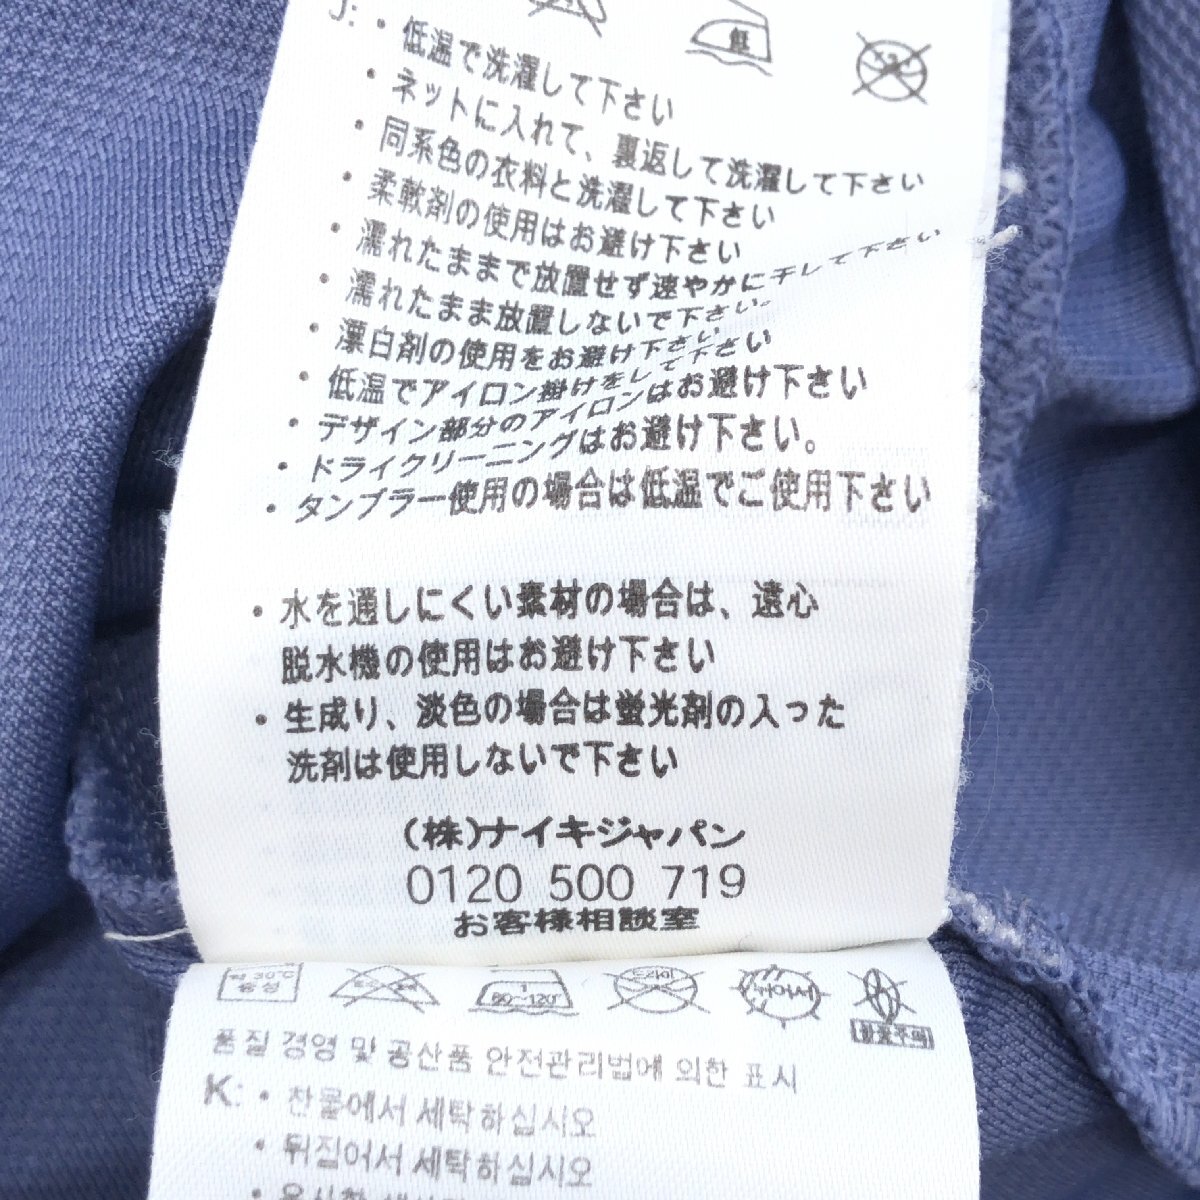 低
J: ・低温で洗濯して下さい
・ネットに入れて、裏返して洗濯して下さい
・同系色の衣料と洗濯して下さい
・柔軟剤の使用はお避け下さい
・濡れたままで放置せず速やかに干して下さい
・濡れたまま放置しないで下さい。
・漂白剤の使用をお避け下さい
・低温でアイロン掛けをして下さい
・デザイン部分のアイロンはお避け下さい
・ドライクリーニングはお避け下さい。
・タンブラー使用の場合は低温でご使用下さい
・水を通しにくい素材の場合は、遠心
脱水機の使用はお避け下さい
・生成り、淡色の場合は蛍光剤の入った
洗剤は使用しないで下さい
(株)ナイキジャパン
0120 500 719
お客様相談室
약 30℃
중성
1
80~120℃
드라이
뉘어서
품질 경영 및 공산품 안전관리법에 의한 표시
K: ・찬물에서 세탁하십시오
・뒤집어서 세탁하십시오